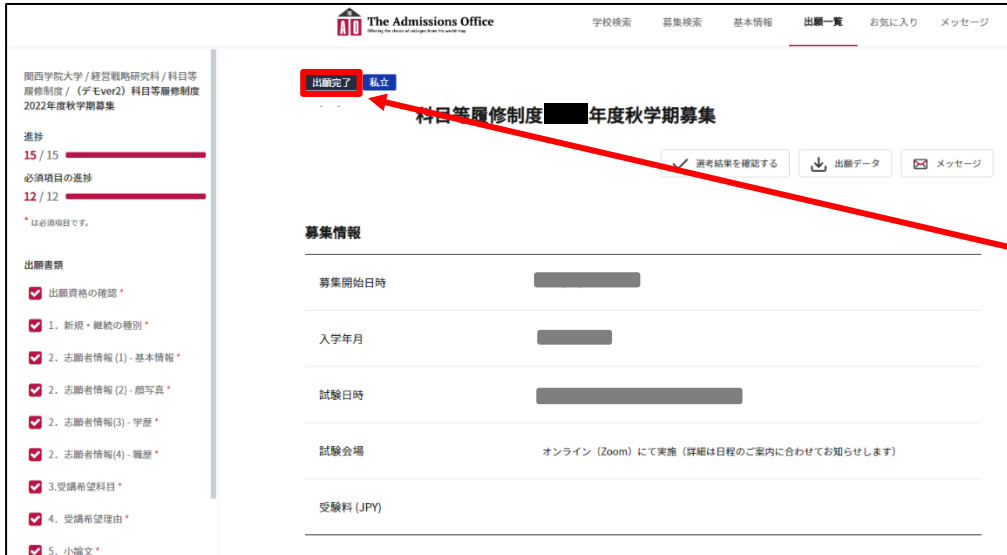 The Admissions Office
Offering the choice of colleges from the world map
学校検索
募集検索
基本情報
出願一覧
お気に入り
メッセージ
関西学院大学 / 経営戦略研究科 / 科目等
履修制度 / （デモver2）科目等履修制度
2022年度秋学期募集
進捗
15 / 15
必須項目の進捗
12 / 12
* は必須項目です。
出願書類
出願資格の確認 *
1．新規・継続の種別 *
2．志願者情報 (1) - 基本情報 *
2．志願者情報 (2) - 顔写真 *
2．志願者情報(3) - 学歴 *
2．志願者情報(4) - 職歴 *
3.受講希望科目 *
4．受講希望理由 *
5．小論文 *
出願完了
私立
科目等履修制度 年度秋学期募集
選考結果を確認する
出願データ
メッセージ
募集情報
募集開始日時
入学年月
試験日時
試験会場
オンライン（Zoom）にて実施（詳細は日程のご案内に合わせてお知らせします）
受験料 (JPY)